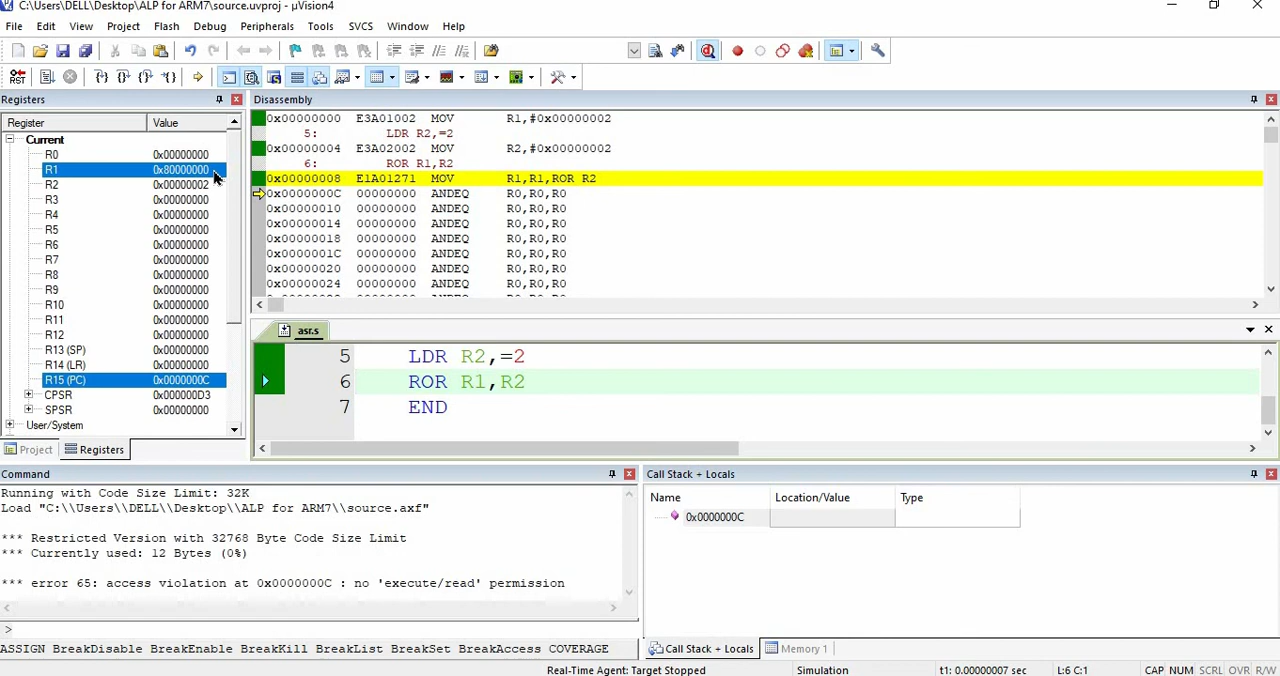 C:\Users\DELL\Desktop\ALP for ARM7\source.uvproj - µVision4
File Edit View Project Flash Debug Peripherals Tools SVCS Window Help
RST
Registers
Register Value
Current
R0 0x00000000
R1 0x80000000
R2 0x00000002
R3 0x00000000
R4 0x00000000
R5 0x00000000
R6 0x00000000
R7 0x00000000
R8 0x00000000
R9 0x00000000
R10 0x00000000
R11 0x00000000
R12 0x00000000
R13 (SP) 0x00000000
R14 (LR) 0x00000000
R15 (PC) 0x0000000C
CPSR 0x000000D3
SPSR 0x00000000
User/System
Project Registers
Disassembly
0x00000000 E3A01002 MOV R1,#0x00000002
5: LDR R2,=2
0x00000004 E3A02002 MOV R2,#0x00000002
6: ROR R1,R2
0x00000008 E1A01271 MOV R1,R1,ROR R2
0x0000000C 00000000 ANDEQ R0,R0,R0
0x00000010 00000000 ANDEQ R0,R0,R0
0x00000014 00000000 ANDEQ R0,R0,R0
0x00000018 00000000 ANDEQ R0,R0,R0
0x0000001C 00000000 ANDEQ R0,R0,R0
0x00000020 00000000 ANDEQ R0,R0,R0
0x00000024 00000000 ANDEQ R0,R0,R0
asr.s
5 LDR R2,=2
6 ROR R1,R2
7 END
Command
Running with Code Size Limit: 32K
Load "C:\\Users\\DELL\\Desktop\\ALP for ARM7\\source.axf"
*** Restricted Version with 32768 Byte Code Size Limit
*** Currently used: 12 Bytes (0%)
*** error 65: access violation at 0x0000000C : no 'execute/read' permission
>
ASSIGN BreakDisable BreakEnable BreakKill BreakList BreakSet BreakAccess COVERAGE
Call Stack + Locals
Name Location/Value Type
0x0000000C
Call Stack + Locals Memory 1
Real-Time Agent: Target Stopped Simulation t1: 0.00000007 sec L:6 C:1 CAP NUM SCRL OVR R/W